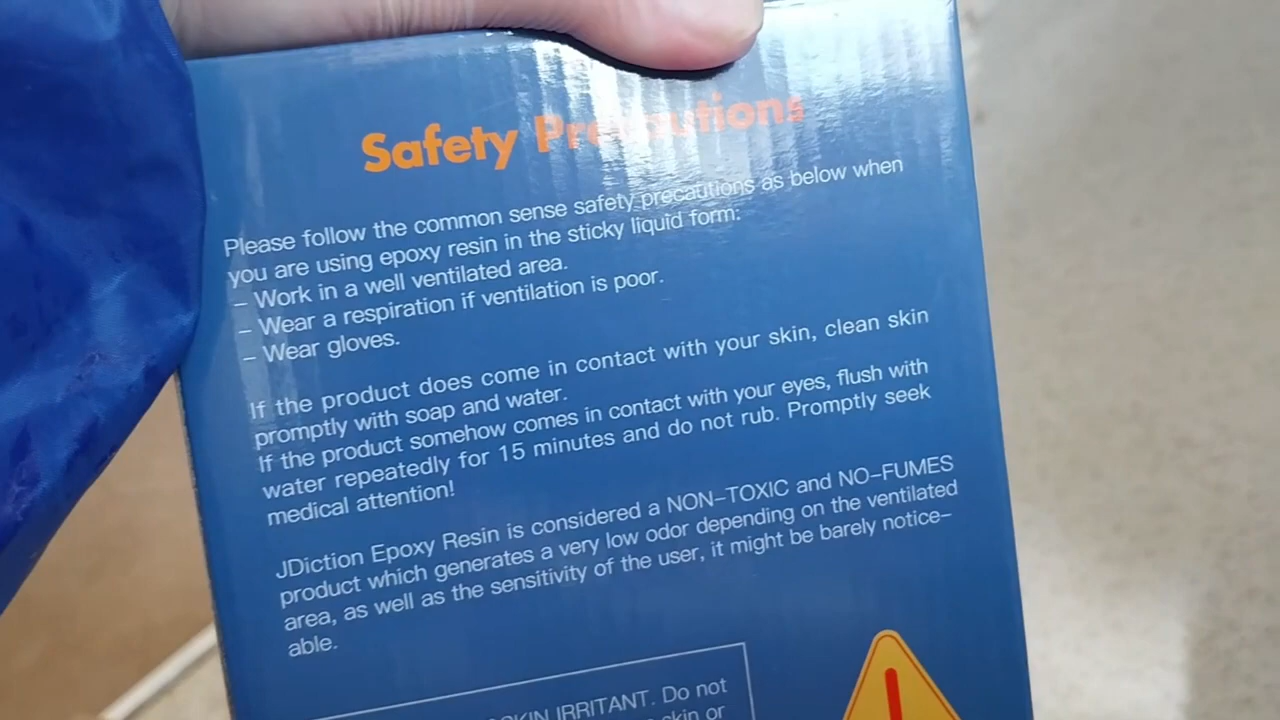 Safety Precautions
Please follow the common sense safety precautions as below when
you are using epoxy resin in the sticky liquid form:
– Work in a well ventilated area.
– Wear a respiration if ventilation is poor.
– Wear gloves.
If the product does come in contact with your skin, clean skin
promptly with soap and water.
If the product somehow comes in contact with your eyes, flush with
water repeatedly for 15 minutes and do not rub. Promptly seek
medical attention!
JDiction Epoxy Resin is considered a NON–TOXIC and NO–FUMES
product which generates a very low odor depending on the ventilated
area, as well as the sensitivity of the user, it might be barely notice–
able.
SKIN IRRITANT. Do not
skin or